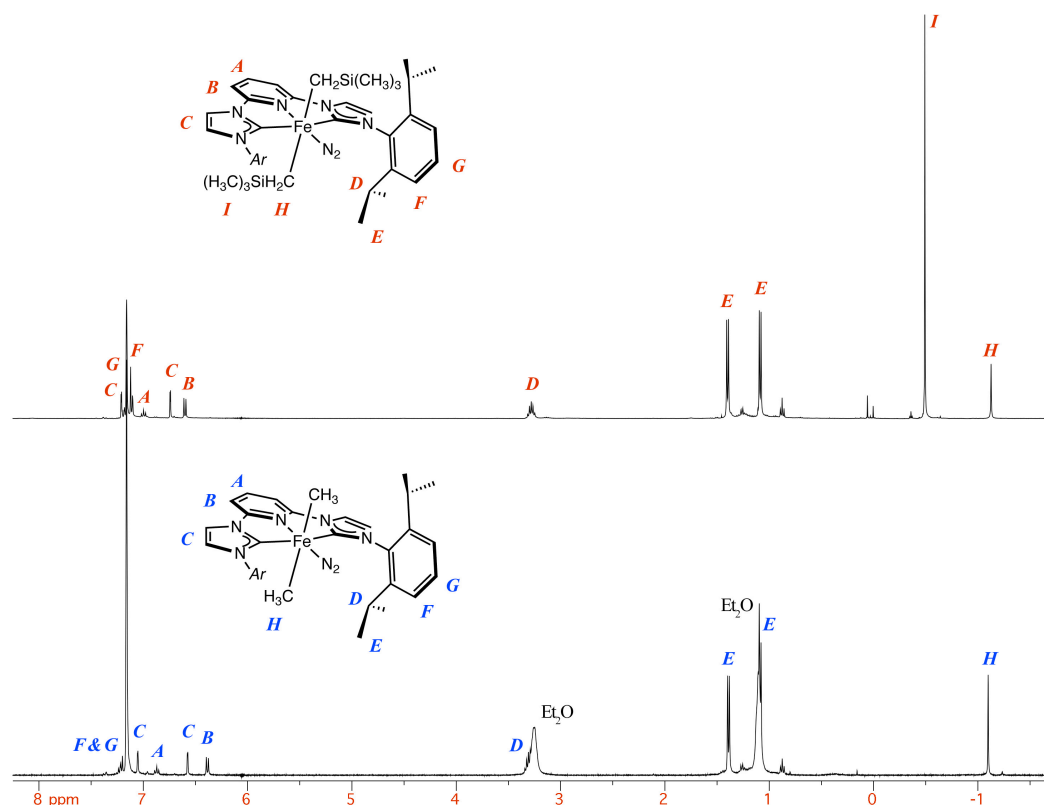 I
A
CH₂Si(CH₃)₃
B
N
N
N
C
Fe
N
N
N₂
Ar
G
(H₃C)₃SiH₂C
D
F
I
H
E
E
E
G
F
H
C
C
B
A
D
A
CH₃
B
N
N
N
C
Fe
N
N
N₂
Ar
G
H₃C
D
F
H
E
Et₂O
E
E
H
Et₂O
C
C
B
F & G
A
D
8 ppm 7 6 5 4 3 2 1 0 -1